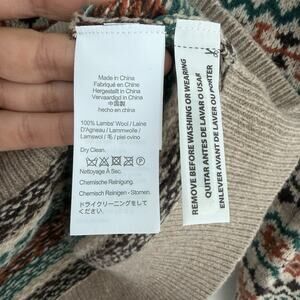 Made in China
Fabriqué en Chine
Hergestellt in China
Vervaardigd in China
中国製
hecho en China
100% Lambs' Wool / Laine
D'Agneau / Lammwolle /
Lamswol / 毛 / piel ovino
Dry Clean.
Nettoyage À Sec.
Chemische Reinigung.
Chemisch Reinigen - Stomen.
ドライクリーニングをして
ください。
REMOVE BEFORE WASHING OR WEARING
QUITAR ANTES DE LAVAR O USAR
ENLEVER AVANT DE LAVER OU PORTER